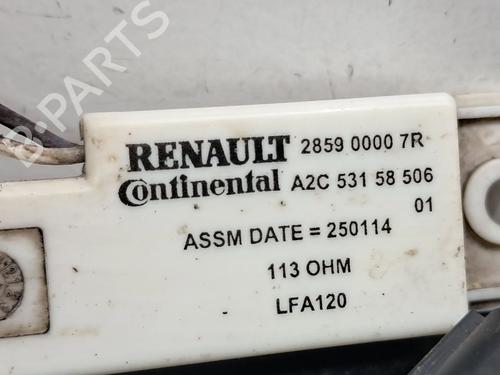 RENAULT 2859 0000 7R
Continental A2C 531 58 506
01
ASSM DATE = 250114
113 OHM
LFA120
B-PARTS